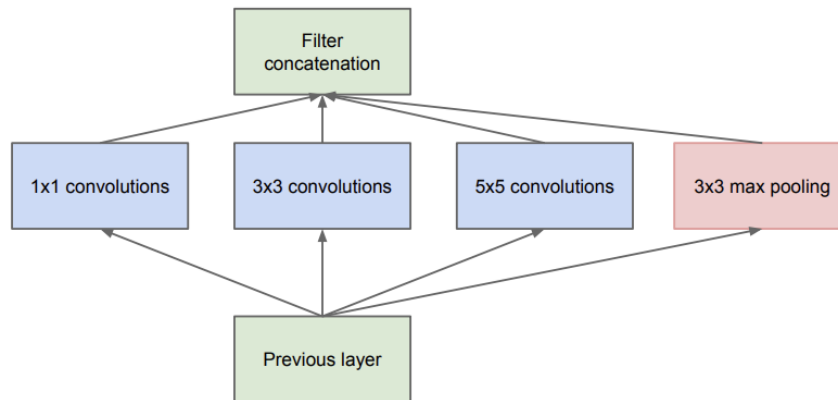 Filter
concatenation
1x1 convolutions
3x3 convolutions
5x5 convolutions
3x3 max pooling
Previous layer